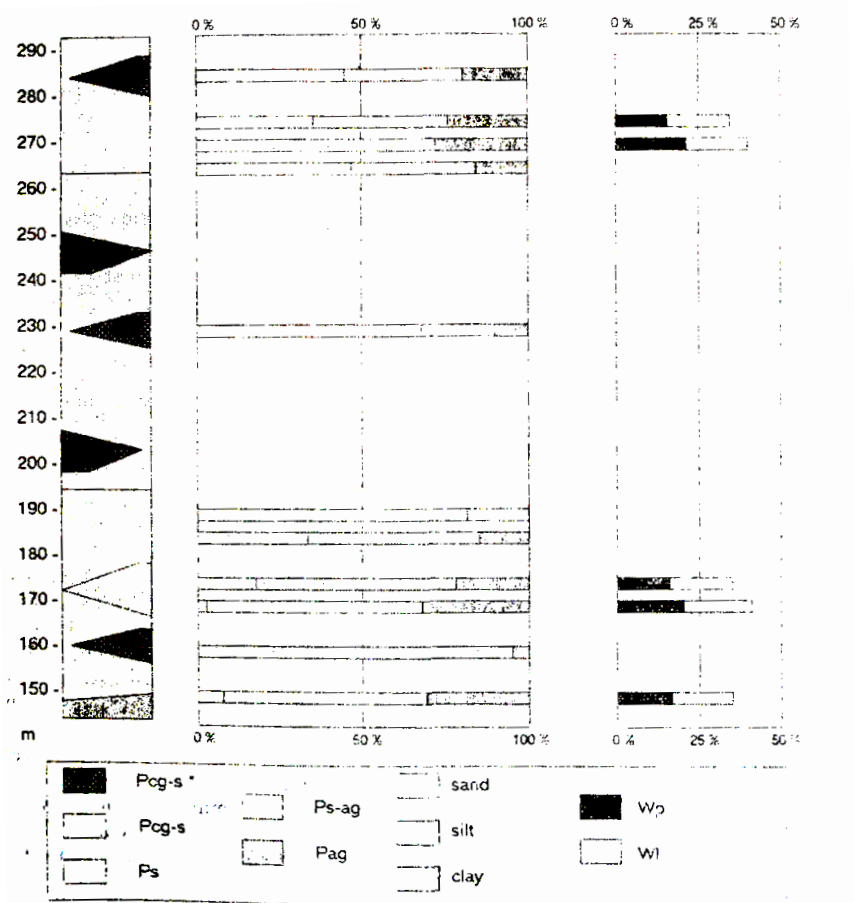 0 % 50 % 100 % 0 % 25 % 50 %
290 -
280 -
270 -
260 -
250 -
240 -
230 -
220 -
210 -
200 -
190 -
180 -
170 -
160 -
150 -
m 0 % 50 % 100 % 0 % 25 % 50 %
Pcg-s *
Pcg-s
Ps
Ps-ag
Pag
sand
silt
clay
Wp
Wl